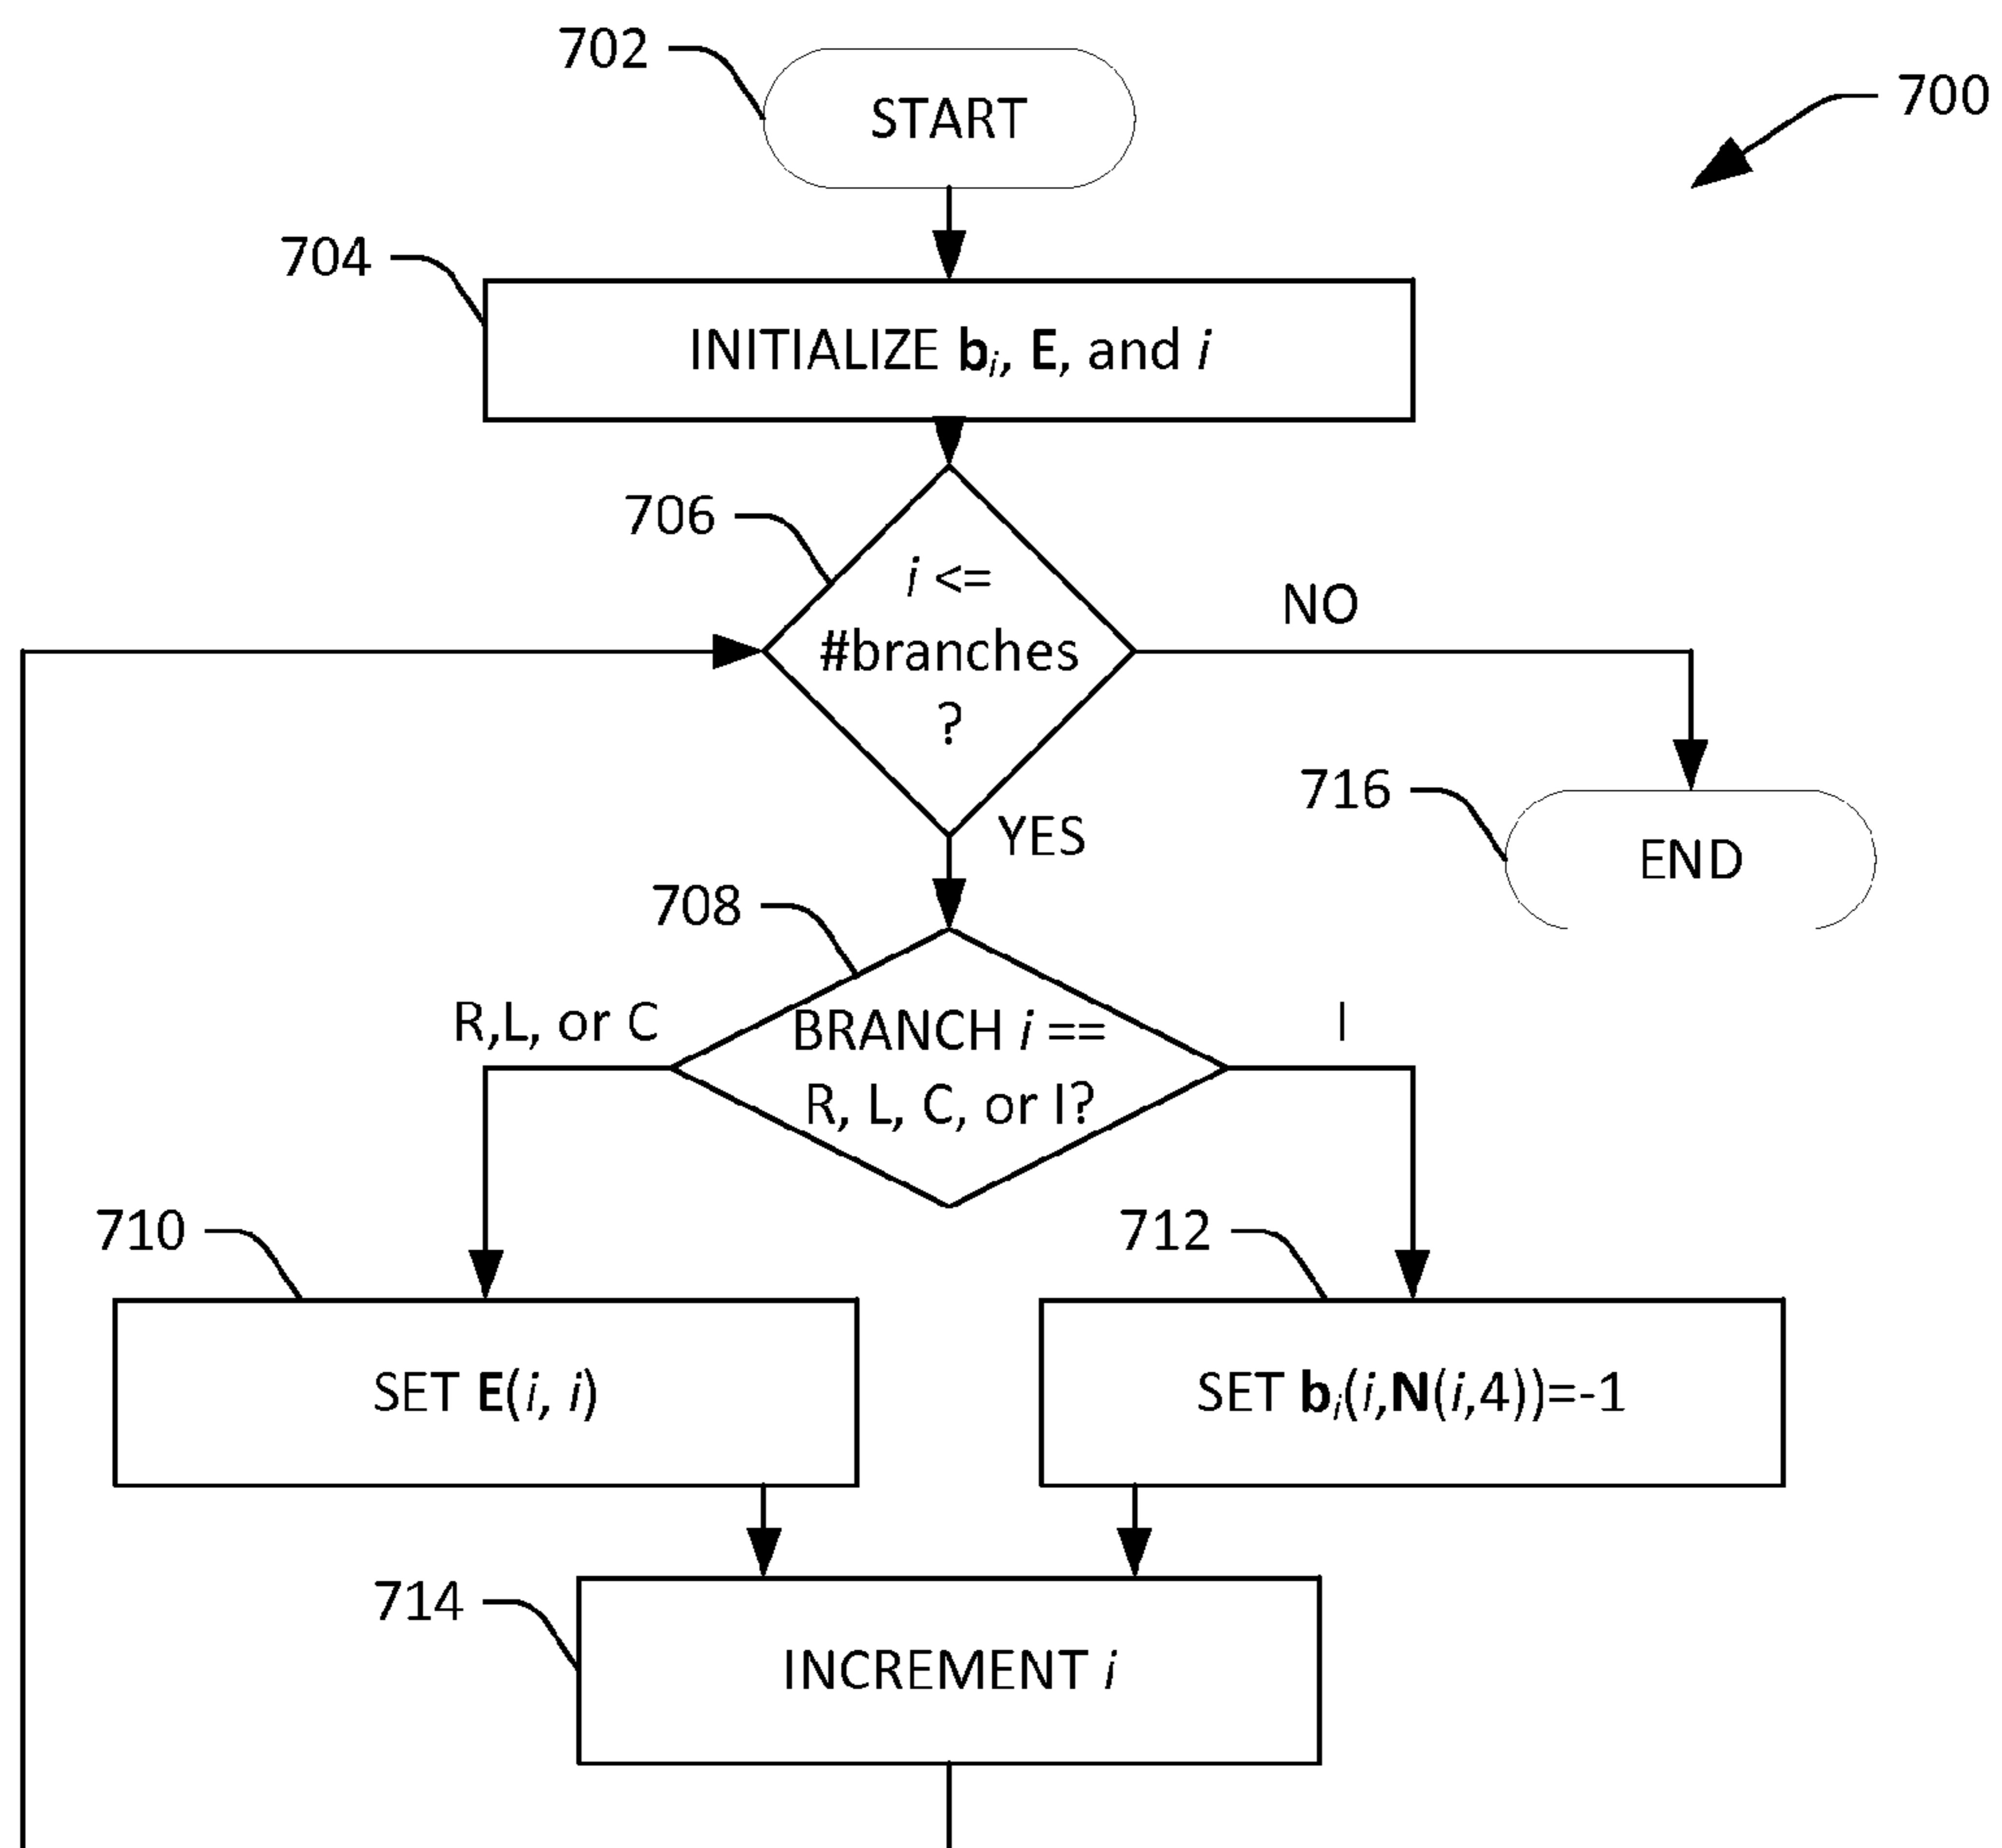 702
START
700
704
INITIALIZE bi, E, and i
706
i <=
#branches
?
NO
YES
716
END
708
R,L, or C
BRANCH i ==
R, L, C, or I?
I
710
712
SET E(i, i)
SET bi(i,N(i,4))=-1
714
INCREMENT i